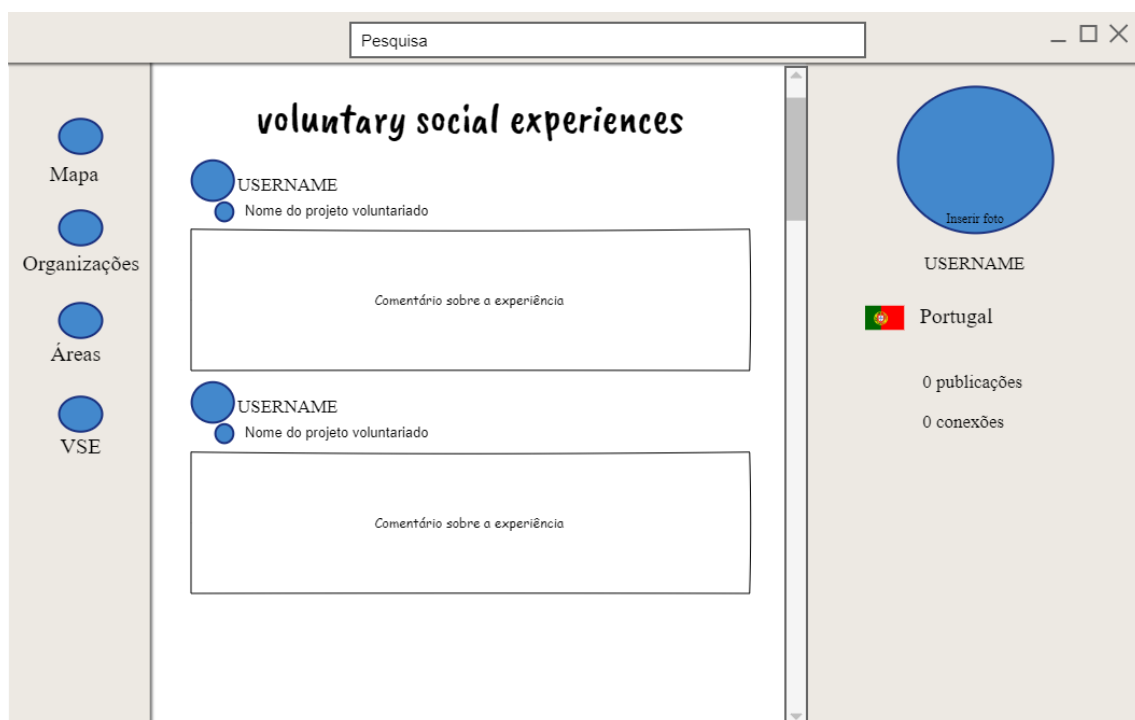 Pesquisa
Mapa
Organizações
Áreas
VSE
voluntary social experiences
USERNAME
Nome do projeto voluntariado
Comentário sobre a experiência
USERNAME
Nome do projeto voluntariado
Comentário sobre a experiência
Inserir foto
USERNAME
Portugal
0 publicações
0 conexões